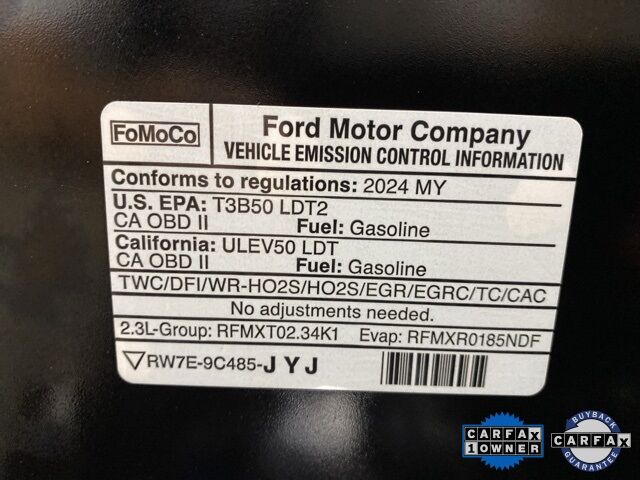 FoMoCo
Ford Motor Company
VEHICLE EMISSION CONTROL INFORMATION
Conforms to regulations: 2024 MY
U.S. EPA: T3B50 LDT2
CA OBD II Fuel: Gasoline
California: ULEV50 LDT
CA OBD II Fuel: Gasoline
TWC/DFI/WR-HO2S/HO2S/EGR/EGRC/TC/CAC
No adjustments needed.
2.3L-Group: RFMXT02.34K1 Evap: RFMXR0185NDF
RW7E-9C485-J Y J
CARFAX
1 OWNER
BUYBACK
CARFAX
GUARANTEE